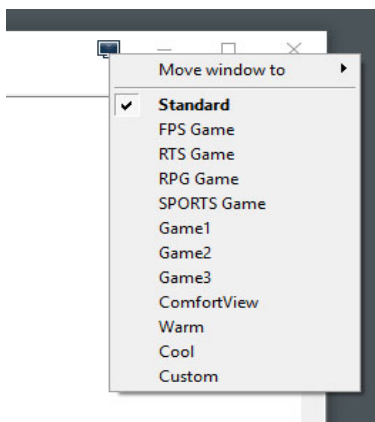 Move window to
Standard
FPS Game
RTS Game
RPG Game
SPORTS Game
Game1
Game2
Game3
ComfortView
Warm
Cool
Custom